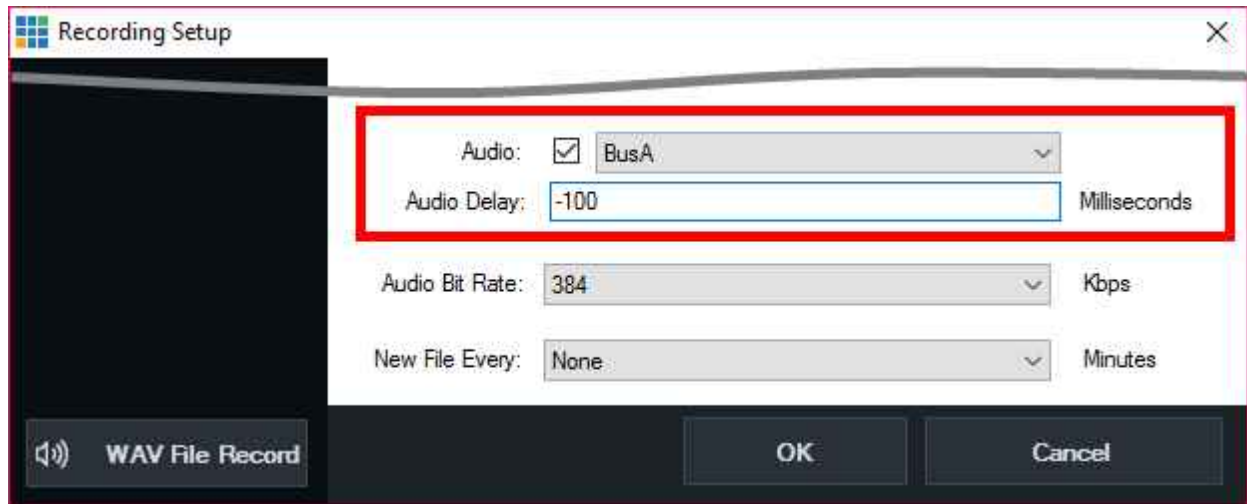 Recording Setup
Audio: BusA
Audio Delay: -100 Milliseconds
Audio Bit Rate: 384 Kbps
New File Every: None Minutes
WAV File Record OK Cancel